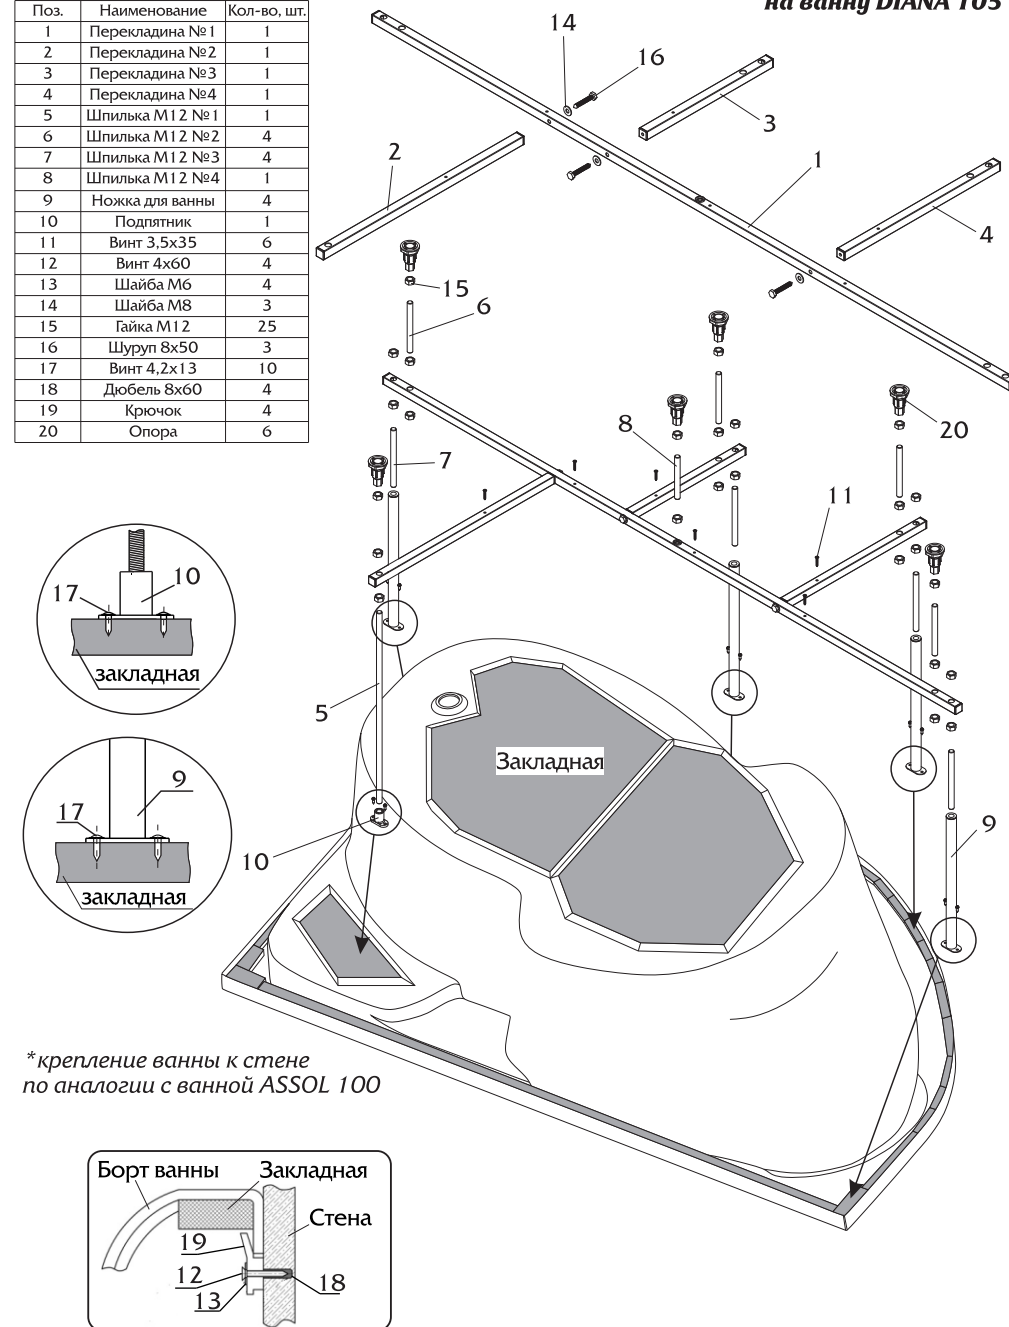 на ванну DIANA 105
Поз. Наименование Кол-во, шт.
1 Перекладина №1 1
2 Перекладина №2 1
3 Перекладина №3 1
4 Перекладина №4 1
5 Шпилька М12 №1 1
6 Шпилька М12 №2 4
7 Шпилька М12 №3 4
8 Шпилька М12 №4 1
9 Ножка для ванны 4
10 Подпятник 1
11 Винт 3,5х35 6
12 Винт 4х60 4
13 Шайба М6 4
14 Шайба М8 3
15 Гайка М12 25
16 Шуруп 8х50 3
17 Винт 4,2х13 10
18 Дюбель 8х60 4
19 Крючок 4
20 Опора 6
14
16
3
2
1
4
15
6
8
20
7
11
17
10
закладная
5
Закладная
17
9
закладная
10
9
*крепление ванны к стене
по аналогии с ванной ASSOL 100
Борт ванны
Закладная
Стена
19
12
13
18